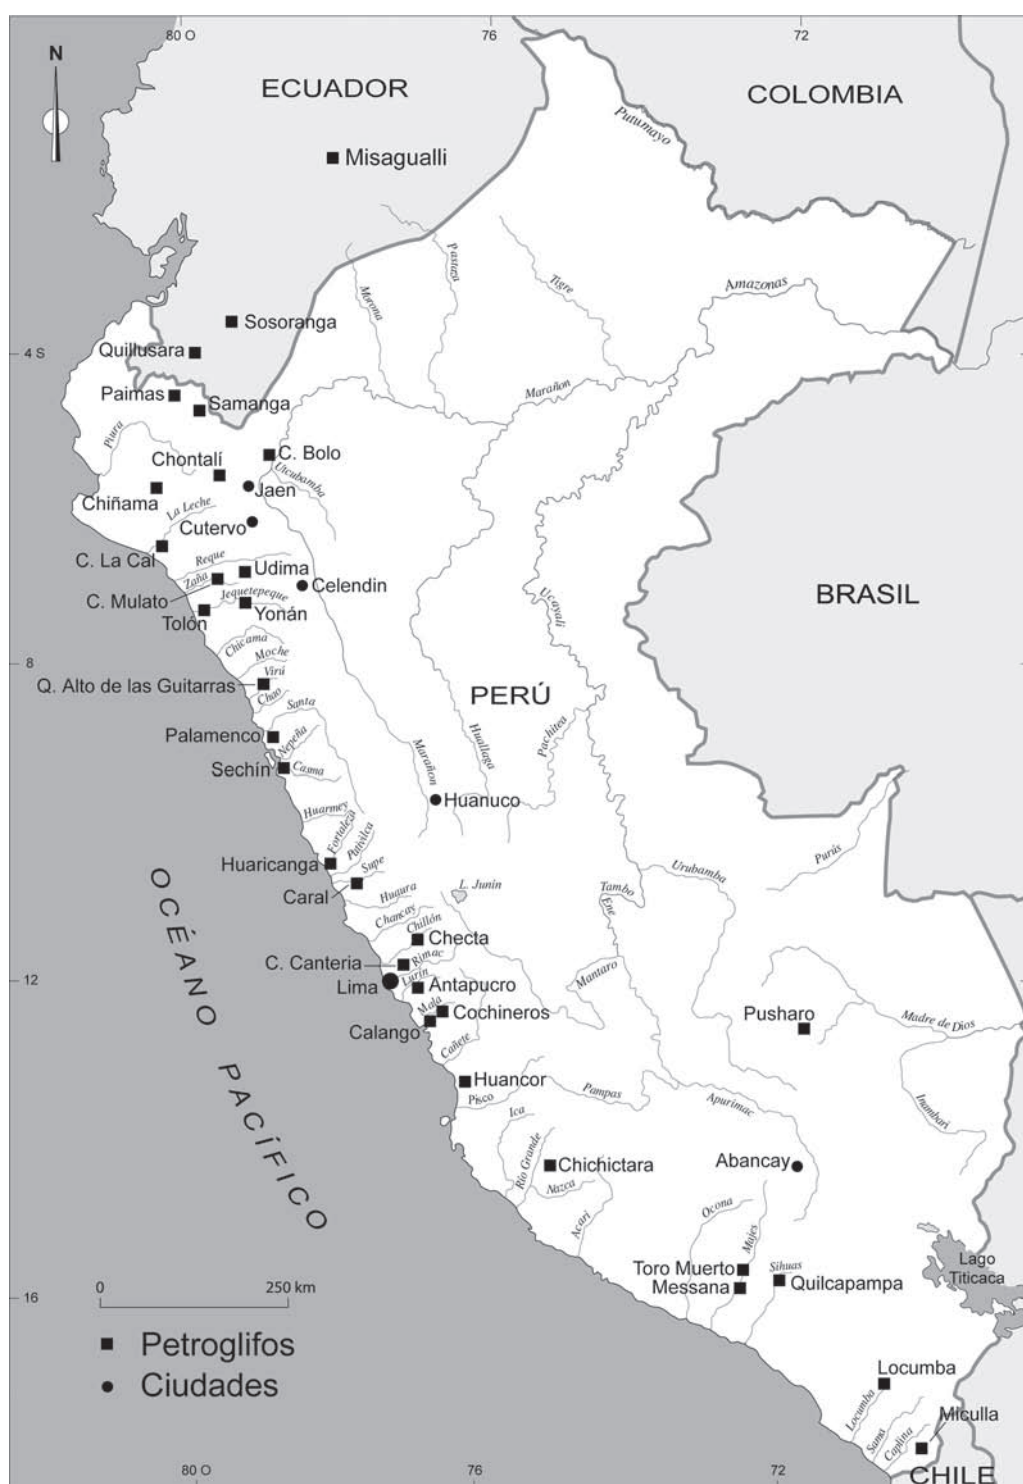 80 O
76
72
N
ECUADOR
COLOMBIA
Putumayo
Misagualli
Pastaza
Tigre
Amazonas
Morona
Sosoranga
Quillusara
4 S
Paimas
Samanga
Marañon
Piura
Chontalí
C. Bolo
Utcubamba
Jaen
Chiñama
La Leche
Cutervo
C. La Cal
Reque
Udima
Zaña
Celendin
C. Mulato
Jequetepeque
Yonán
Tolón
Ucayali
BRASIL
Chicama
Moche
8
Virú
Q. Alto de las Guitarras
Chao
PERÚ
Santa
Palamenco
Nepeña
Huallaga
Pachitea
Marañon
Sechín
Casma
Huanuco
Huarmey
Fortaleza
Pativilca
Huaricanga
Supe
Urubamba
Purús
Caral
Huaura
L. Junín
Tambo
Ene
Chancay
Chillón
Checta
Rimac
C. Canteria
Lurín
Mantaro
12
Lima
Antapucro
Mala
Cochineros
Calango
Pusharo
Madre de Dios
Cañete
Huancor
Pisco
Pampas
Apurimac
Inambari
Ica
Río Grande
Chichictara
Abancay
Nazca
Acarí
Ocona
Majes
OCÉANO PACÍFICO
Toro Muerto
Sihuas
Messana
Quilcapampa
Lago
Titicaca
0
250 km
16
Petroglifos
Ciudades
Locumba
Locumba
Sama
Caplina
Miculla
CHILE
80 O
76
72